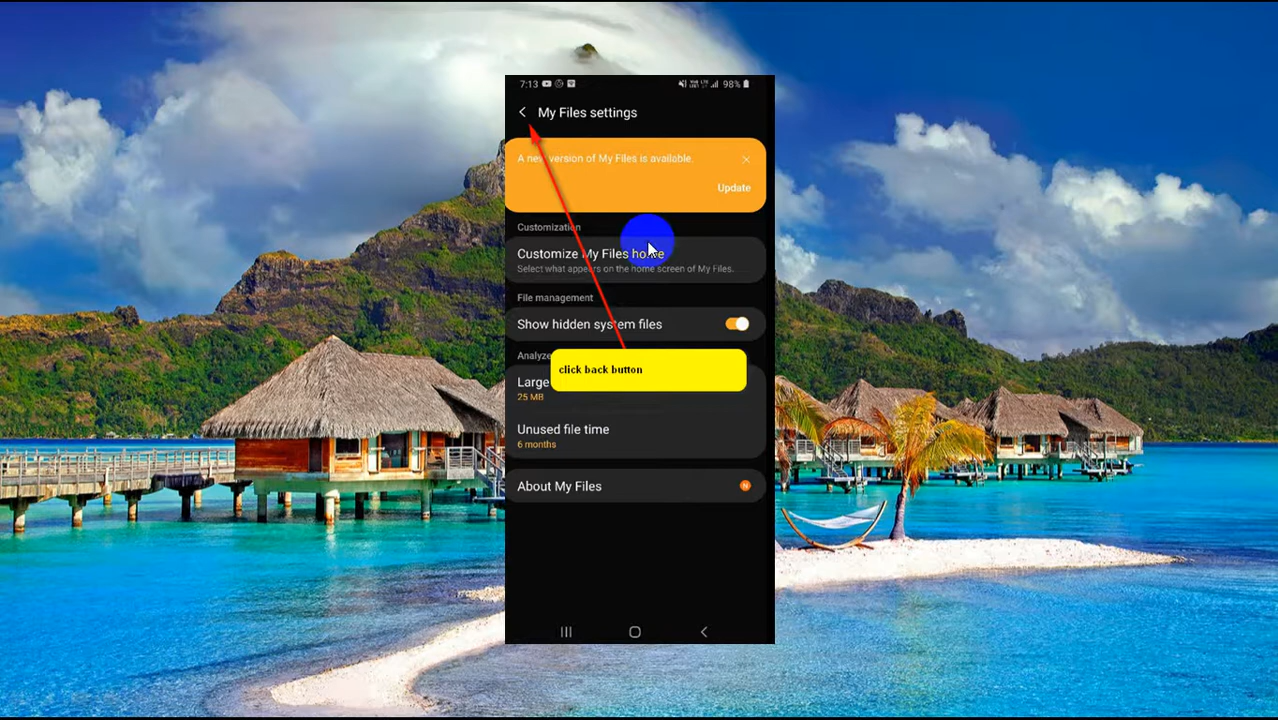 7:13
98%
My Files settings
A new version of My Files is available.
Update
Customization
Customize My Files home
Select what appears on the home screen of My Files.
File management
Show hidden system files
Analyze
click back button
Large
25 MB
Unused file time
6 months
About My Files
N